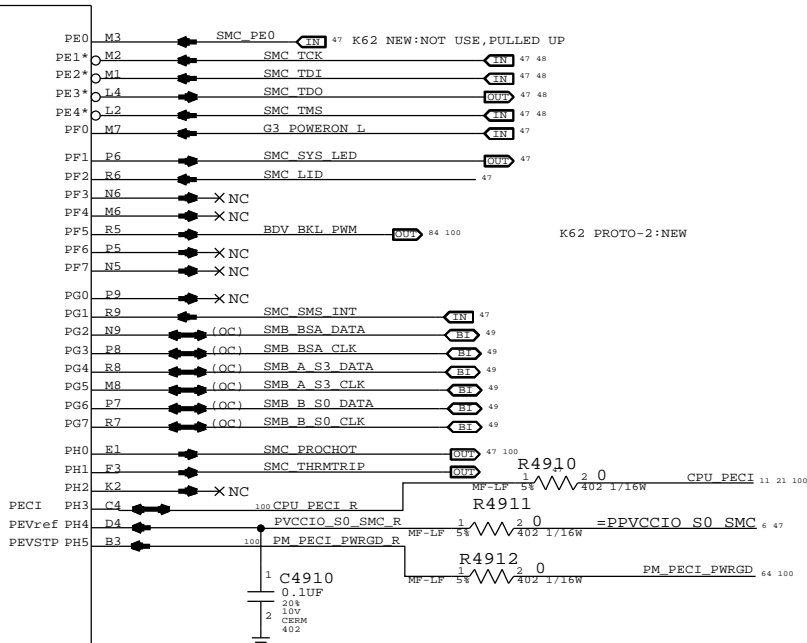 PE0 M3 SMC_PE0 IN 47 K62 NEW:NOT USE,PULLED UP
PE1* M2 SMC_TCK IN 47 48
PE2* M1 SMC_TDI IN 47 48
PE3* L4 SMC_TDO OUT 47 48
PE4* L2 SMC_TMS IN 47 48
PF0 M7 G3_POWERON_L IN 47
PF1 P6 SMC_SYS_LED OUT 47
PF2 R6 SMC_LID 47
PF3 N6 NC
PF4 M6 NC
PF5 R5 BDV_BKL_PWM OUT 84 100 K62 PROTO-2:NEW
PF6 P5 NC
PF7 N5 NC
PG0 P9 NC
PG1 R9 SMC_SMS_INT IN 47
PG2 N9 (OC) SMB_BSA_DATA BI 49
PG3 P8 (OC) SMB_BSA_CLK BI 49
PG4 R8 (OC) SMB_A_S3_DATA BI 49
PG5 M8 (OC) SMB_A_S3_CLK BI 49
PG6 P7 (OC) SMB_B_S0_DATA BI 49
PG7 R7 (OC) SMB_B_S0_CLK BI 49
PH0 E1 SMC_PROCHOT OUT 47 100
PH1 F3 SMC_THRMTRIP OUT 47
R4910
PH2 K2 NC
1 2 0 CPU_PECI 11 21 100
MF-LF 5% 402 1/16W
PECI PH3 C4 100 CPU_PECI_R
R4911
PEVref PH4 D4 PVCCIO_S0_SMC_R 1 2 0 =PPVCCIO_S0_SMC 6 47
MF-LF 5% 402 1/16W
PEVSTP PH5 B3 100 PM_PECI_PWRGD_R
R4912
1 2 0 PM_PECI_PWRGD 64 100
MF-LF 5% 402 1/16W
1 C4910
0.1UF
20%
10V
2 CERM
402